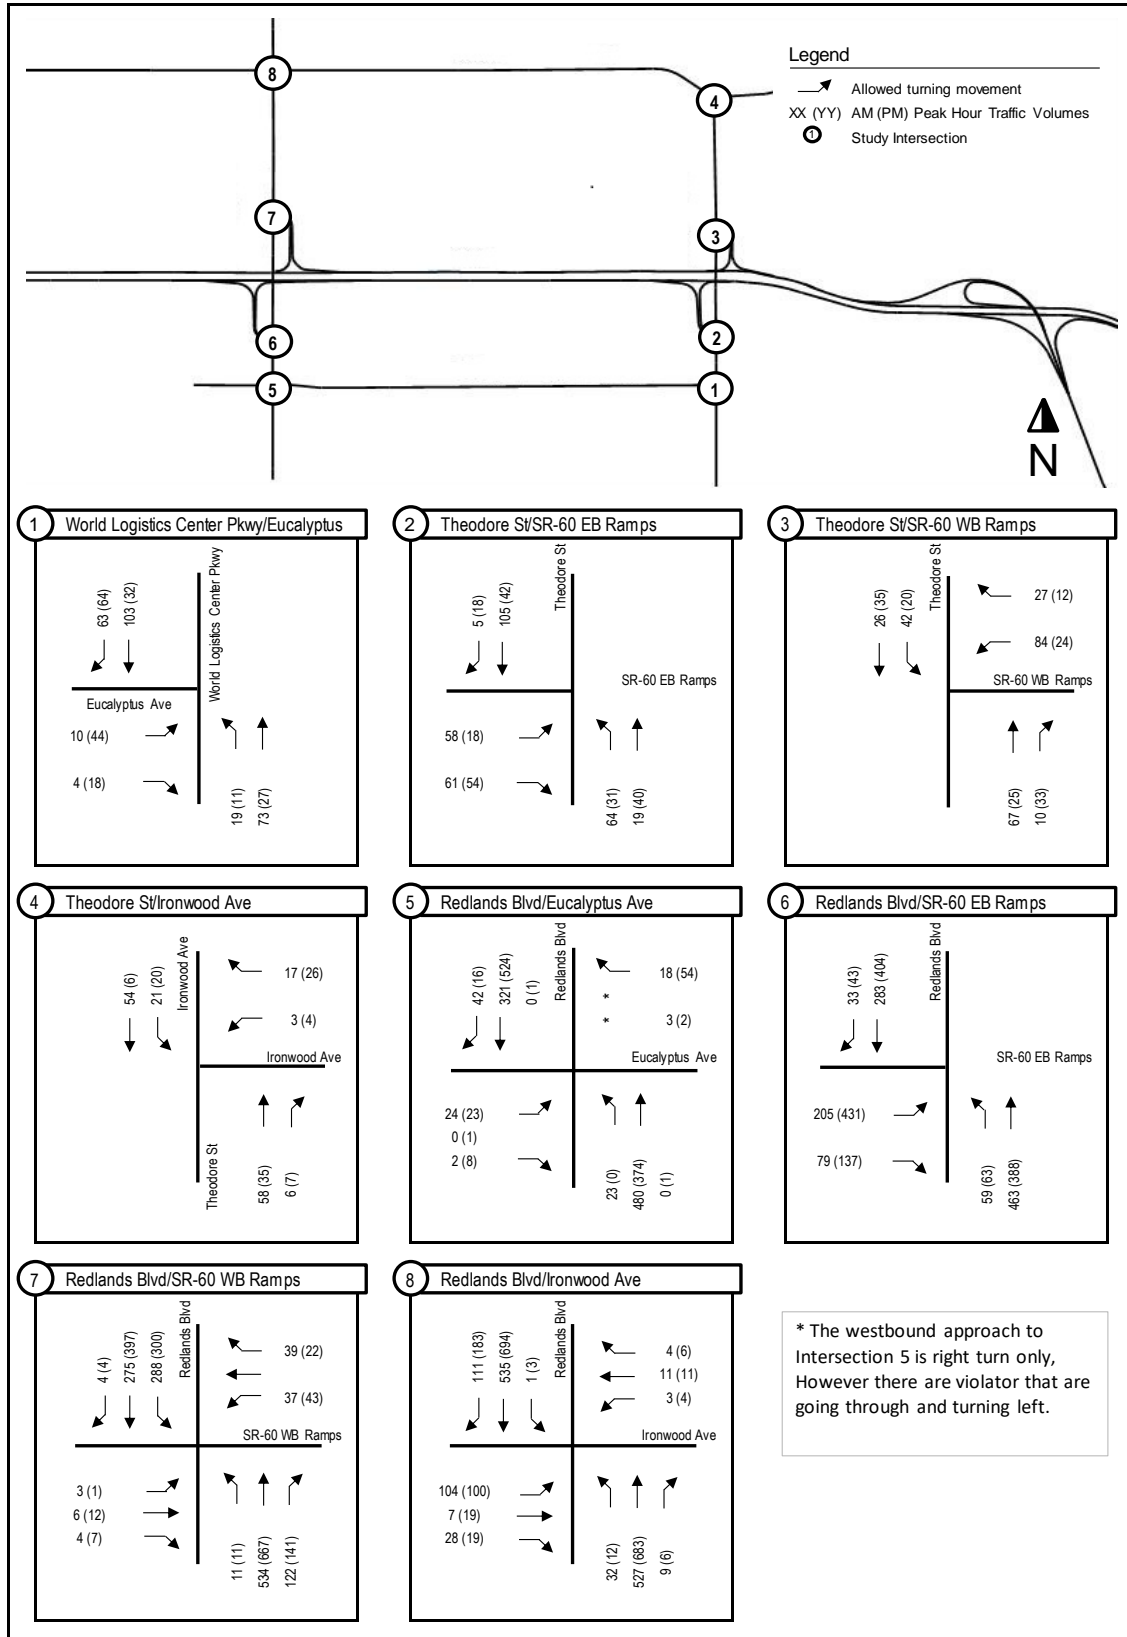 8
4
7
3
6
2
5
1
Legend
Allowed turning movement
XX (YY) AM (PM) Peak Hour Traffic Volumes
1 Study Intersection
N
1 World Logistics Center Pkwy/Eucalyptus
63 (64)
103 (32)
World Logistics Center Pkwy
Eucalyptus Ave
10 (44)
4 (18)
19 (11)
73 (27)
2 Theodore St/SR-60 EB Ramps
5 (18)
105 (42)
Theodore St
SR-60 EB Ramps
58 (18)
61 (54)
64 (31)
19 (40)
3 Theodore St/SR-60 WB Ramps
26 (35)
42 (20)
Theodore St
27 (12)
84 (24)
SR-60 WB Ramps
67 (25)
10 (33)
4 Theodore St/Ironwood Ave
54 (6)
21 (20)
Ironwood Ave
17 (26)
3 (4)
Ironwood Ave
Theodore St
58 (35)
6 (7)
5 Redlands Blvd/Eucalyptus Ave
42 (16)
321 (524)
0 (1)
Redlands Blvd
18 (54)
*
* 3 (2)
Eucalyptus Ave
24 (23)
0 (1)
2 (8)
23 (0)
480 (374)
0 (1)
6 Redlands Blvd/SR-60 EB Ramps
33 (43)
283 (404)
Redlands Blvd
SR-60 EB Ramps
205 (431)
79 (137)
59 (63)
463 (388)
7 Redlands Blvd/SR-60 WB Ramps
4 (4)
275 (397)
288 (300)
Redlands Blvd
39 (22)
37 (43)
SR-60 WB Ramps
3 (1)
6 (12)
4 (7)
11 (11)
534 (667)
122 (141)
8 Redlands Blvd/Ironwood Ave
111 (183)
535 (694)
1 (3)
Redlands Blvd
4 (6)
11 (11)
3 (4)
Ironwood Ave
104 (100)
7 (19)
28 (19)
32 (12)
527 (683)
9 (6)
* The westbound approach to
Intersection 5 is right turn only,
However there are violator that are
going through and turning left.